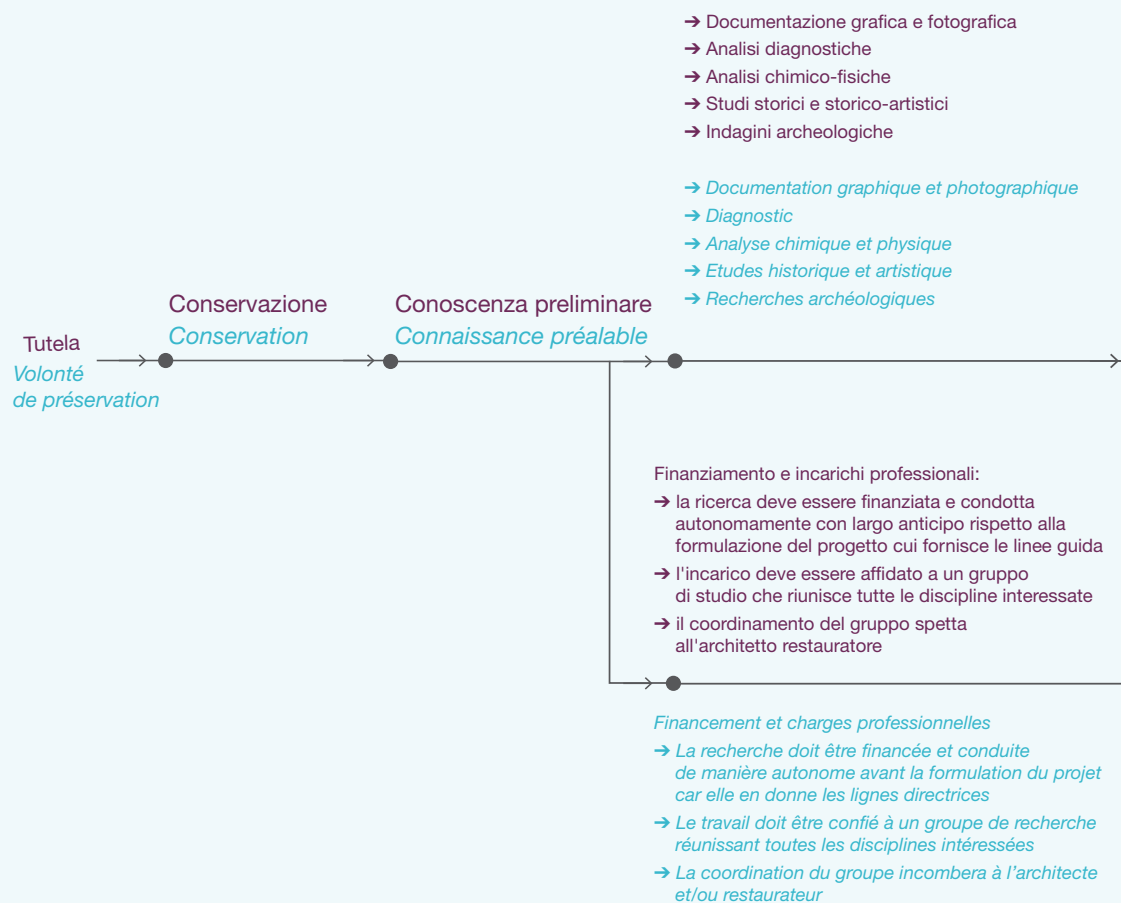 ➔ Documentazione grafica e fotografica
➔ Analisi diagnostiche
➔ Analisi chimico-fisiche
➔ Studi storici e storico-artistici
➔ Indagini archeologiche
➔ Documentation graphique et photographique
➔ Diagnostic
➔ Analyse chimique et physique
➔ Etudes historique et artistique
➔ Recherches archéologiques
Tutela
Volonté
de préservation
Conservazione
Conservation
Conoscenza preliminare
Connaissance préalable
Finanziamento e incarichi professionali:
➔ la ricerca deve essere finanziata e condotta
autonomamente con largo anticipo rispetto alla
formulazione del progetto cui fornisce le linee guida
➔ l'incarico deve essere affidato a un gruppo
di studio che riunisce tutte le discipline interessate
➔ il coordinamento del gruppo spetta
all'architetto restauratore
Financement et charges professionnelles
➔ La recherche doit être financée et conduite
de manière autonome avant la formulation du projet
car elle en donne les lignes directrices
➔ Le travail doit être confié à un groupe de recherche
réunissant toutes les disciplines intéressées
➔ La coordination du groupe incombera à l’architecte
et/ou restaurateur